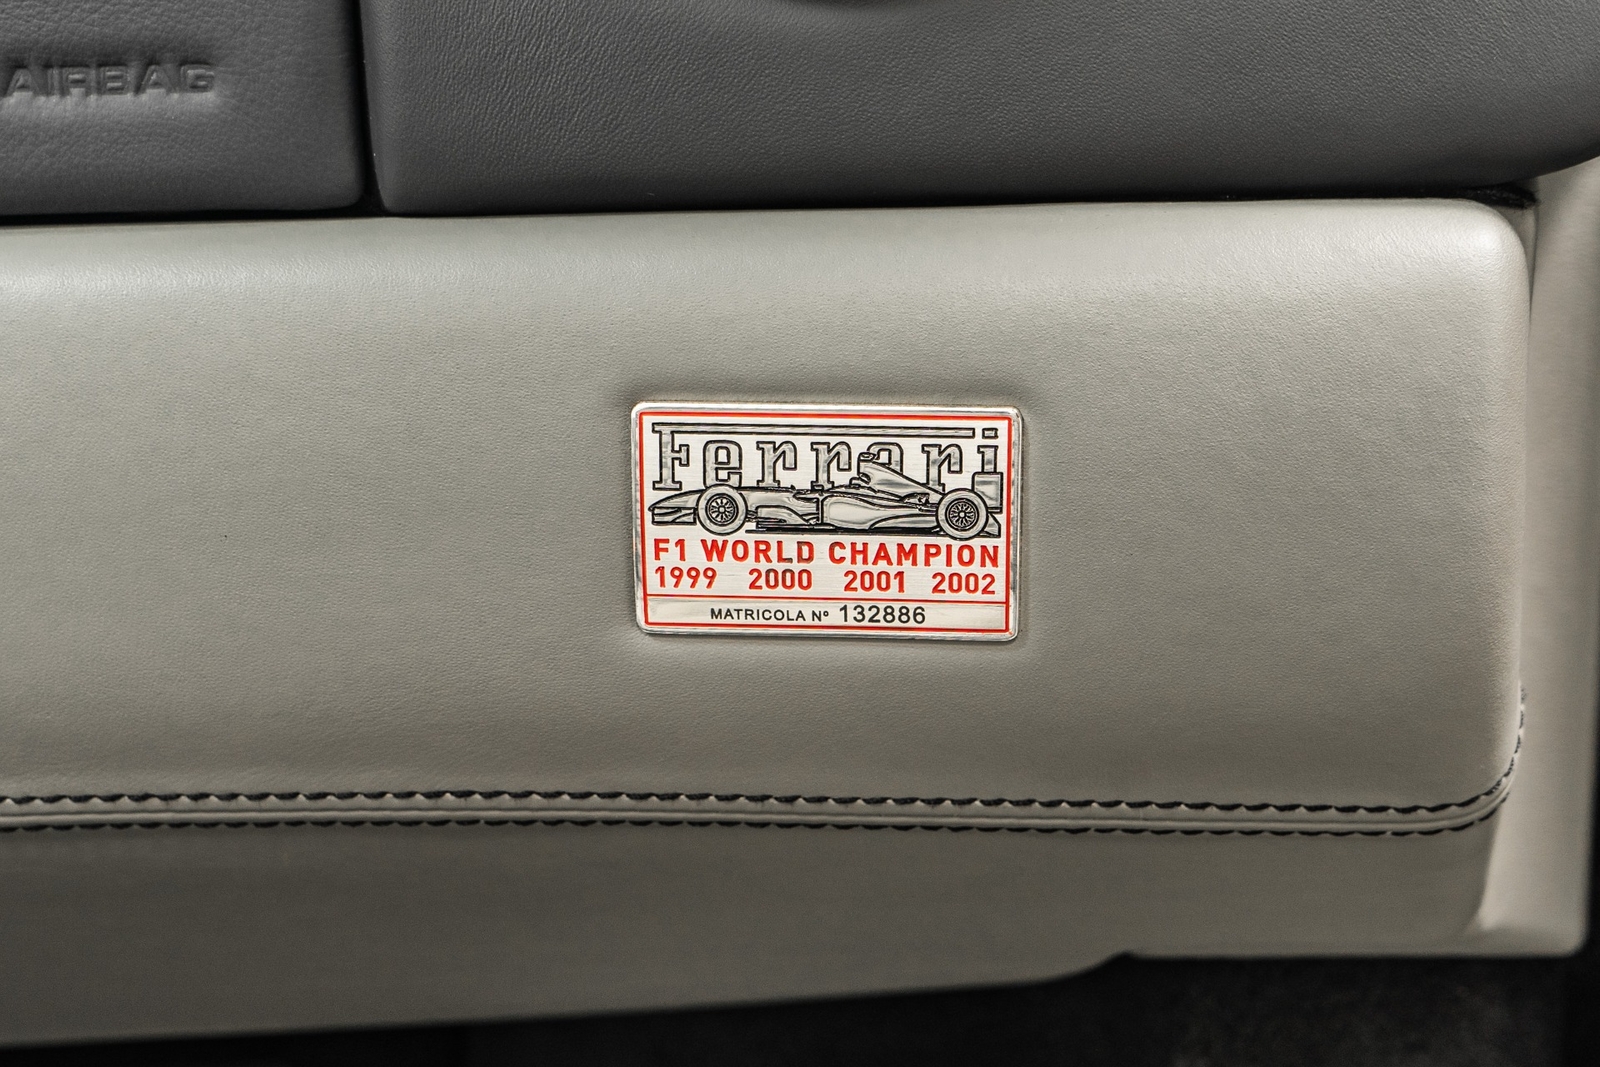 AIRBAG
Ferrari
F1 WORLD CHAMPION
1999 2000 2001 2002
MATRICOLA Nº 132886